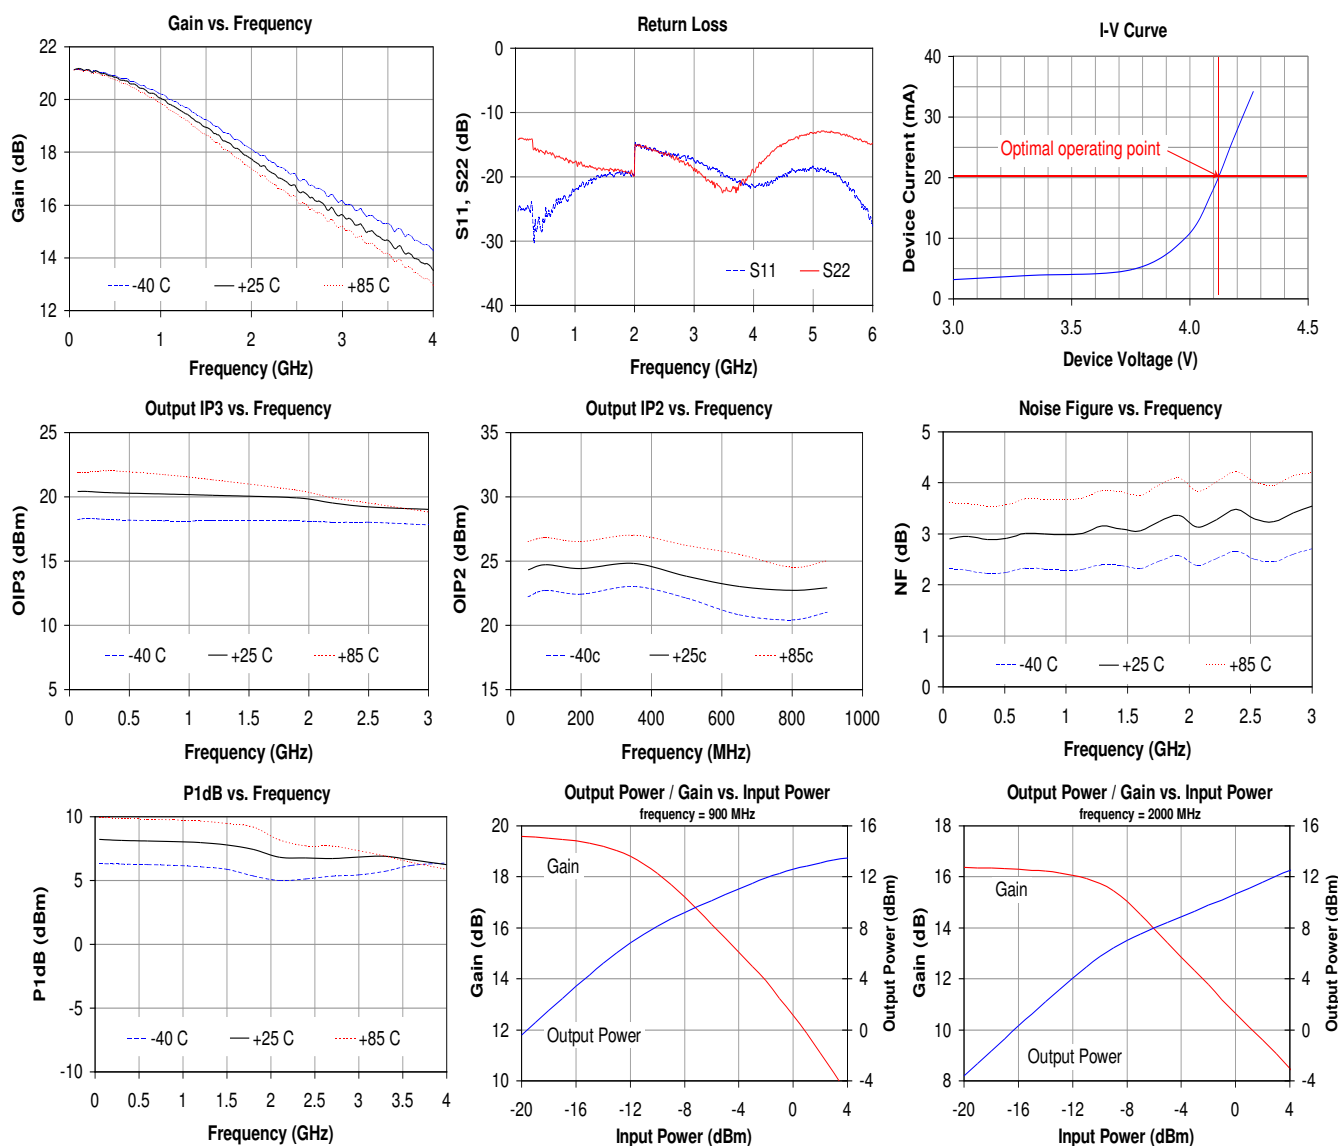 Gain vs. Frequency
22
20
18
16
14
12
Gain (dB)
-40 C
+25 C
+85 C
0
1
2
3
4
Frequency (GHz)
Return Loss
0
-10
-20
-30
-40
S11, S22 (dB)
S11
S22
0
1
2
3
4
5
6
Frequency (GHz)
I-V Curve
40
30
20
10
0
Device Current (mA)
Optimal operating point
3.0
3.5
4.0
4.5
Device Voltage (V)
Output IP3 vs. Frequency
25
20
15
10
5
OIP3 (dBm)
-40 C
+25 C
+85 C
0
0.5
1
1.5
2
2.5
3
Frequency (GHz)
Output IP2 vs. Frequency
35
30
25
20
15
OIP2 (dBm)
-40c
+25c
+85c
0
200
400
600
800
1000
Frequency (MHz)
Noise Figure vs. Frequency
5
4
3
2
1
0
NF (dB)
-40 C
+25 C
+85 C
0
0.5
1
1.5
2
2.5
3
Frequency (GHz)
P1dB vs. Frequency
10
5
0
-5
-10
P1dB (dBm)
-40 C
+25 C
+85 C
0
0.5
1
1.5
2
2.5
3
3.5
4
Frequency (GHz)
Output Power / Gain vs. Input Power
frequency = 900 MHz
20
18
16
14
12
10
Gain (dB)
Gain
Output Power
16
12
8
4
0
-4
Output Power (dBm)
-20
-16
-12
-8
-4
0
4
Input Power (dBm)
Output Power / Gain vs. Input Power
frequency = 2000 MHz
18
16
14
12
10
8
Gain (dB)
Gain
Output Power
16
12
8
4
0
-4
Output Power (dBm)
-20
-16
-12
-8
-4
0
4
Input Power (dBm)